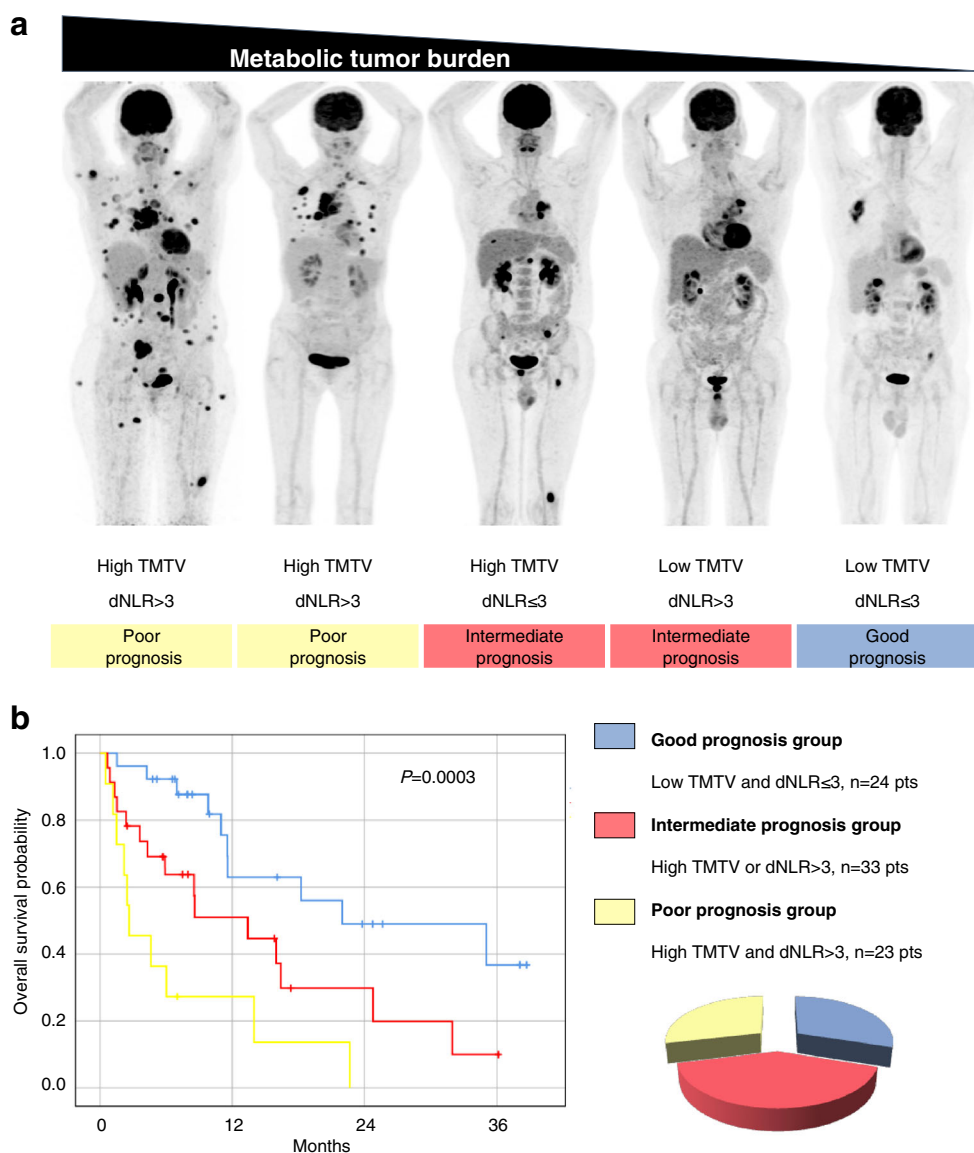 a
Metabolic tumor burden
High TMTV
dNLR>3
Poor
prognosis
High TMTV
dNLR>3
Poor
prognosis
High TMTV
dNLR≤3
Intermediate
prognosis
Low TMTV
dNLR>3
Intermediate
prognosis
Low TMTV
dNLR≤3
Good
prognosis
b
Overall survival probability
1.0
0.8
0.6
0.4
0.2
0.0
P=0.0003
0
12
24
36
Months
Good prognosis group
Low TMTV and dNLR≤3, n=24 pts
Intermediate prognosis group
High TMTV or dNLR>3, n=33 pts
Poor prognosis group
High TMTV and dNLR>3, n=23 pts